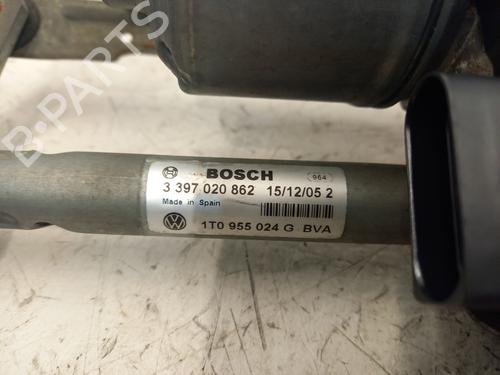 B-PARTS
BOSCH 964
3 397 020 862 15/12/05 2
Made in Spain
1T0 955 024 G BVA